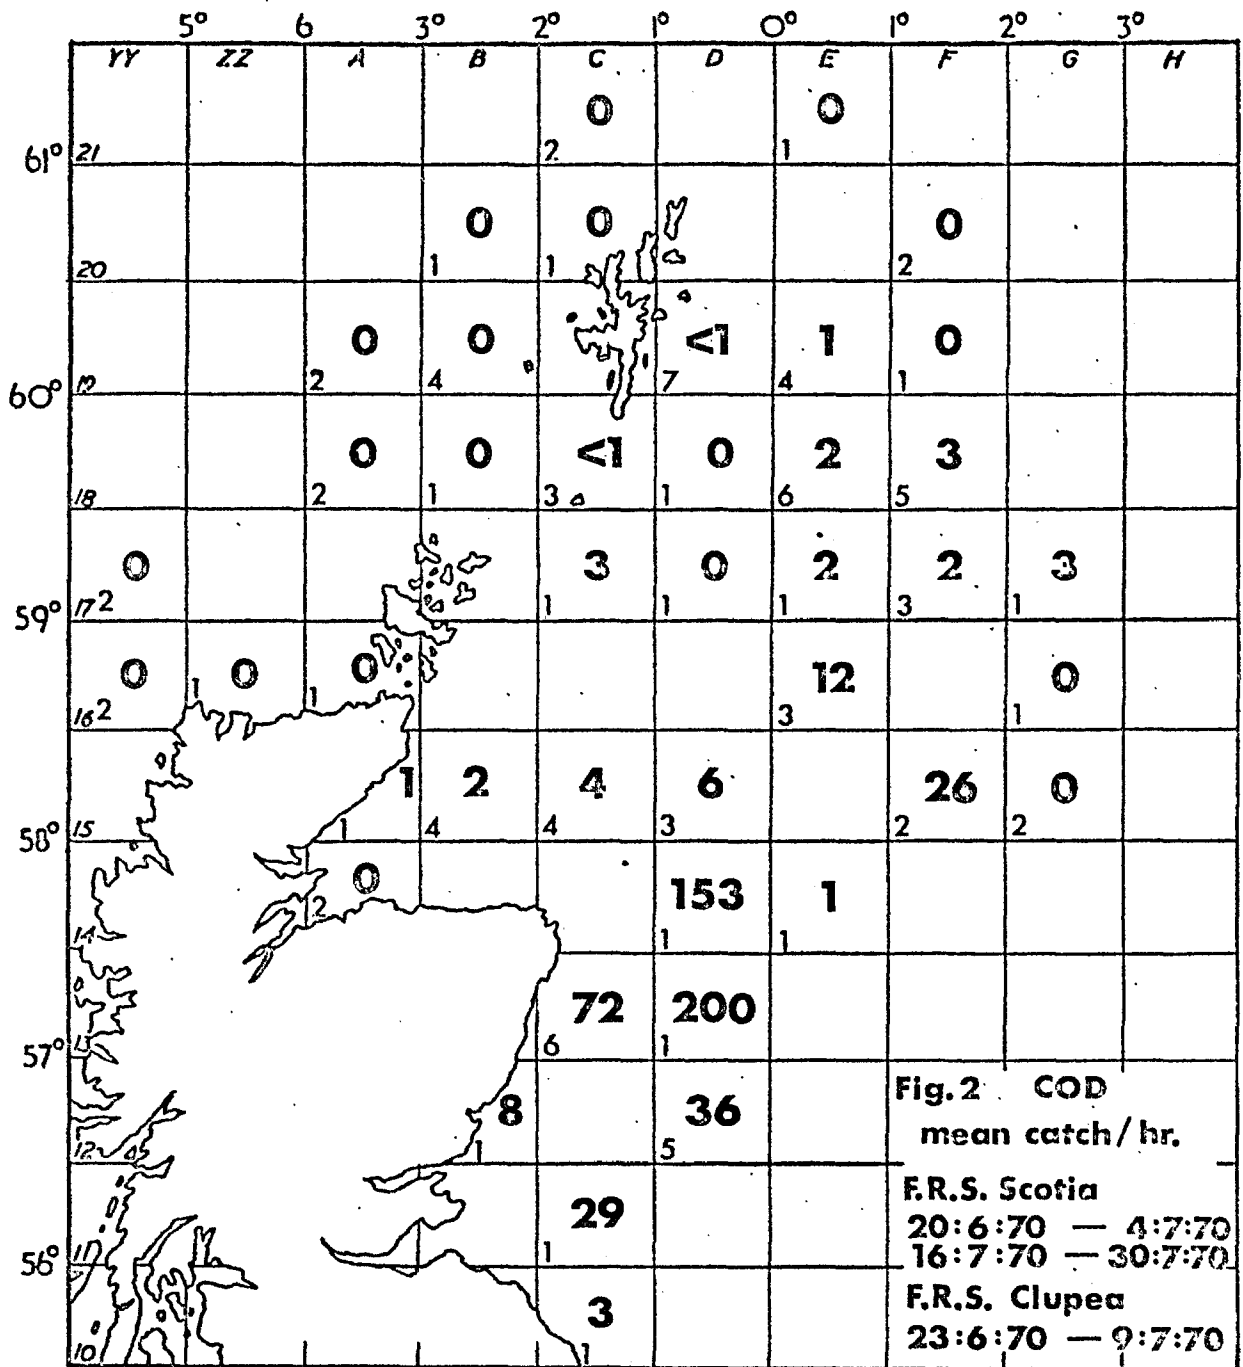 5° 6 3° 2° 1° 0° 1° 2° 3°
YY ZZ A B C D E F G H
0 0
61° 21 2 1
0 0 0
20 1 1 2
0 0 <1 1 0
60° 19 2 4 7 4 1
0 0 <1 0 2 3
18 2 1 3 1 6 5
0 3 0 2 2 3
59° 17 2 1 1 1 3 1
0 0 0 12 0
16 2 1 1 3 1
1 2 4 6 26 0
58° 15 1 4 4 3 2 2
0 153 1
14 2 1 1
72 200
57° 13 6 1
8 36
12 1 5
29
56° 11 1
3
10 1
Fig. 2 COD
mean catch/hr.
F.R.S. Scotia
20:6:70 — 4:7:70
16:7:70 — 30:7:70
F.R.S. Clupea
23:6:70 — 9:7:70